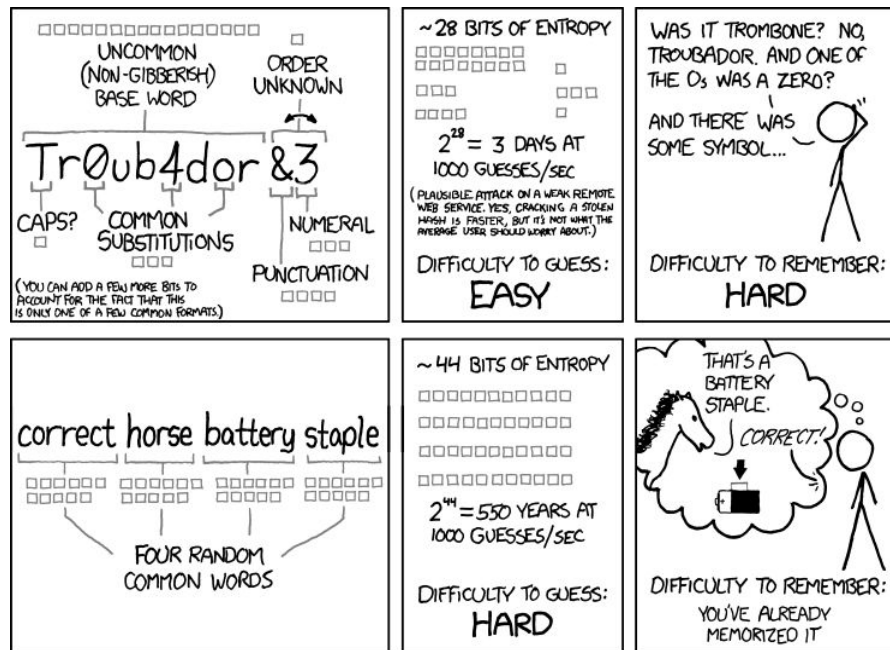 UNCOMMON
(NON-GIBBERISH)
BASE WORD
ORDER
UNKNOWN
Tr0ub4dor &3
CAPS?
COMMON
SUBSTITUTIONS
NUMERAL
PUNCTUATION
(YOU CAN ADD A FEW MORE BITS TO
ACCOUNT FOR THE FACT THAT THIS
IS ONLY ONE OF A FEW COMMON FORMATS.)
~28 BITS OF ENTROPY
2^28 = 3 DAYS AT
1000 GUESSES/SEC
(PLAUSIBLE ATTACK ON A WEAK REMOTE
WEB SERVICE. YES, CRACKING A STOLEN
HASH IS FASTER, BUT IT'S NOT WHAT THE
AVERAGE USER SHOULD WORRY ABOUT.)
DIFFICULTY TO GUESS:
EASY
WAS IT TROMBONE? NO,
TROUBADOR. AND ONE OF
THE Os WAS A ZERO?
AND THERE WAS
SOME SYMBOL...
DIFFICULTY TO REMEMBER:
HARD
correct horse battery staple
FOUR RANDOM
COMMON WORDS
~44 BITS OF ENTROPY
2^44 = 550 YEARS AT
1000 GUESSES/SEC
DIFFICULTY TO GUESS:
HARD
THAT'S A
BATTERY
STAPLE.
CORRECT!
DIFFICULTY TO REMEMBER:
YOU'VE ALREADY
MEMORIZED IT